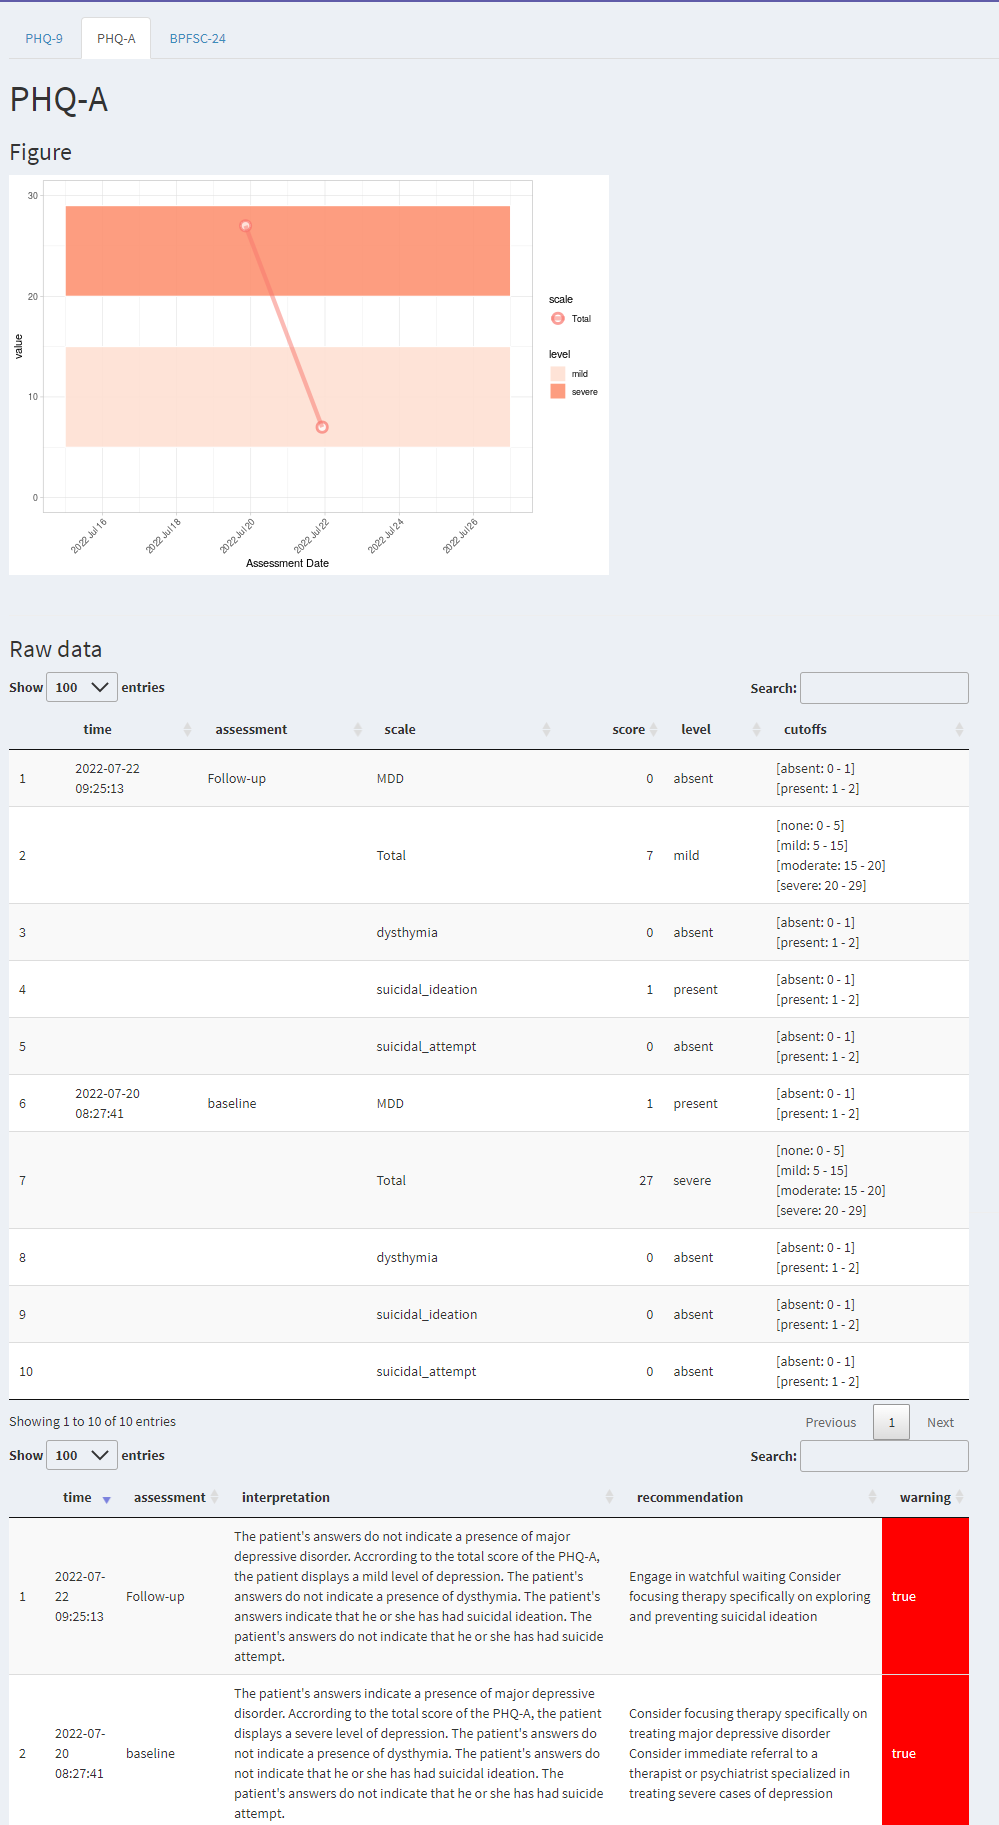 PHQ-9 PHQ-A BPFSC-24
PHQ-A
Figure
30
20
10
0
value
2022 Jul 16 2022 Jul 18 2022 Jul 20 2022 Jul 22 2022 Jul 24 2022 Jul 26
Assessment Date
scale
Total
level
mild
severe
Raw data
Show 100 entries Search:
time assessment scale score level cutoffs
1 2022-07-22 09:25:13 Follow-up MDD 0 absent [absent: 0 - 1]
[present: 1 - 2]
2 Total 7 mild [none: 0 - 5]
[mild: 5 - 15]
[moderate: 15 - 20]
[severe: 20 - 29]
3 dysthymia 0 absent [absent: 0 - 1]
[present: 1 - 2]
4 suicidal_ideation 1 present [absent: 0 - 1]
[present: 1 - 2]
5 suicidal_attempt 0 absent [absent: 0 - 1]
[present: 1 - 2]
6 2022-07-20 08:27:41 baseline MDD 1 present [absent: 0 - 1]
[present: 1 - 2]
7 Total 27 severe [none: 0 - 5]
[mild: 5 - 15]
[moderate: 15 - 20]
[severe: 20 - 29]
8 dysthymia 0 absent [absent: 0 - 1]
[present: 1 - 2]
9 suicidal_ideation 0 absent [absent: 0 - 1]
[present: 1 - 2]
10 suicidal_attempt 0 absent [absent: 0 - 1]
[present: 1 - 2]
Showing 1 to 10 of 10 entries Previous 1 Next
Show 100 entries Search:
time assessment interpretation recommendation warning
1
2022-07-
22
09:25:13
Follow-up
The patient's answers do not indicate a presence of major
depressive disorder. According to the total score of the PHQ-A,
the patient displays a mild level of depression. The patient's
answers do not indicate a presence of dysthymia. The patient's
answers indicate that he or she has had suicidal ideation. The
patient's answers do not indicate that he or she has had suicide
attempt.
Engage in watchful waiting Consider
focusing therapy specifically on exploring
and preventing suicidal ideation
true
2
2022-07-
20
08:27:41
baseline
The patient's answers indicate a presence of major depressive
disorder. According to the total score of the PHQ-A, the patient
displays a severe level of depression. The patient's answers do
not indicate a presence of dysthymia. The patient's answers do
not indicate that he or she has had suicidal ideation. The
patient's answers do not indicate that he or she has had suicide
attempt.
Consider focusing therapy specifically on
treating major depressive disorder
Consider immediate referral to a
therapist or psychiatrist specialized in
treating severe cases of depression
true